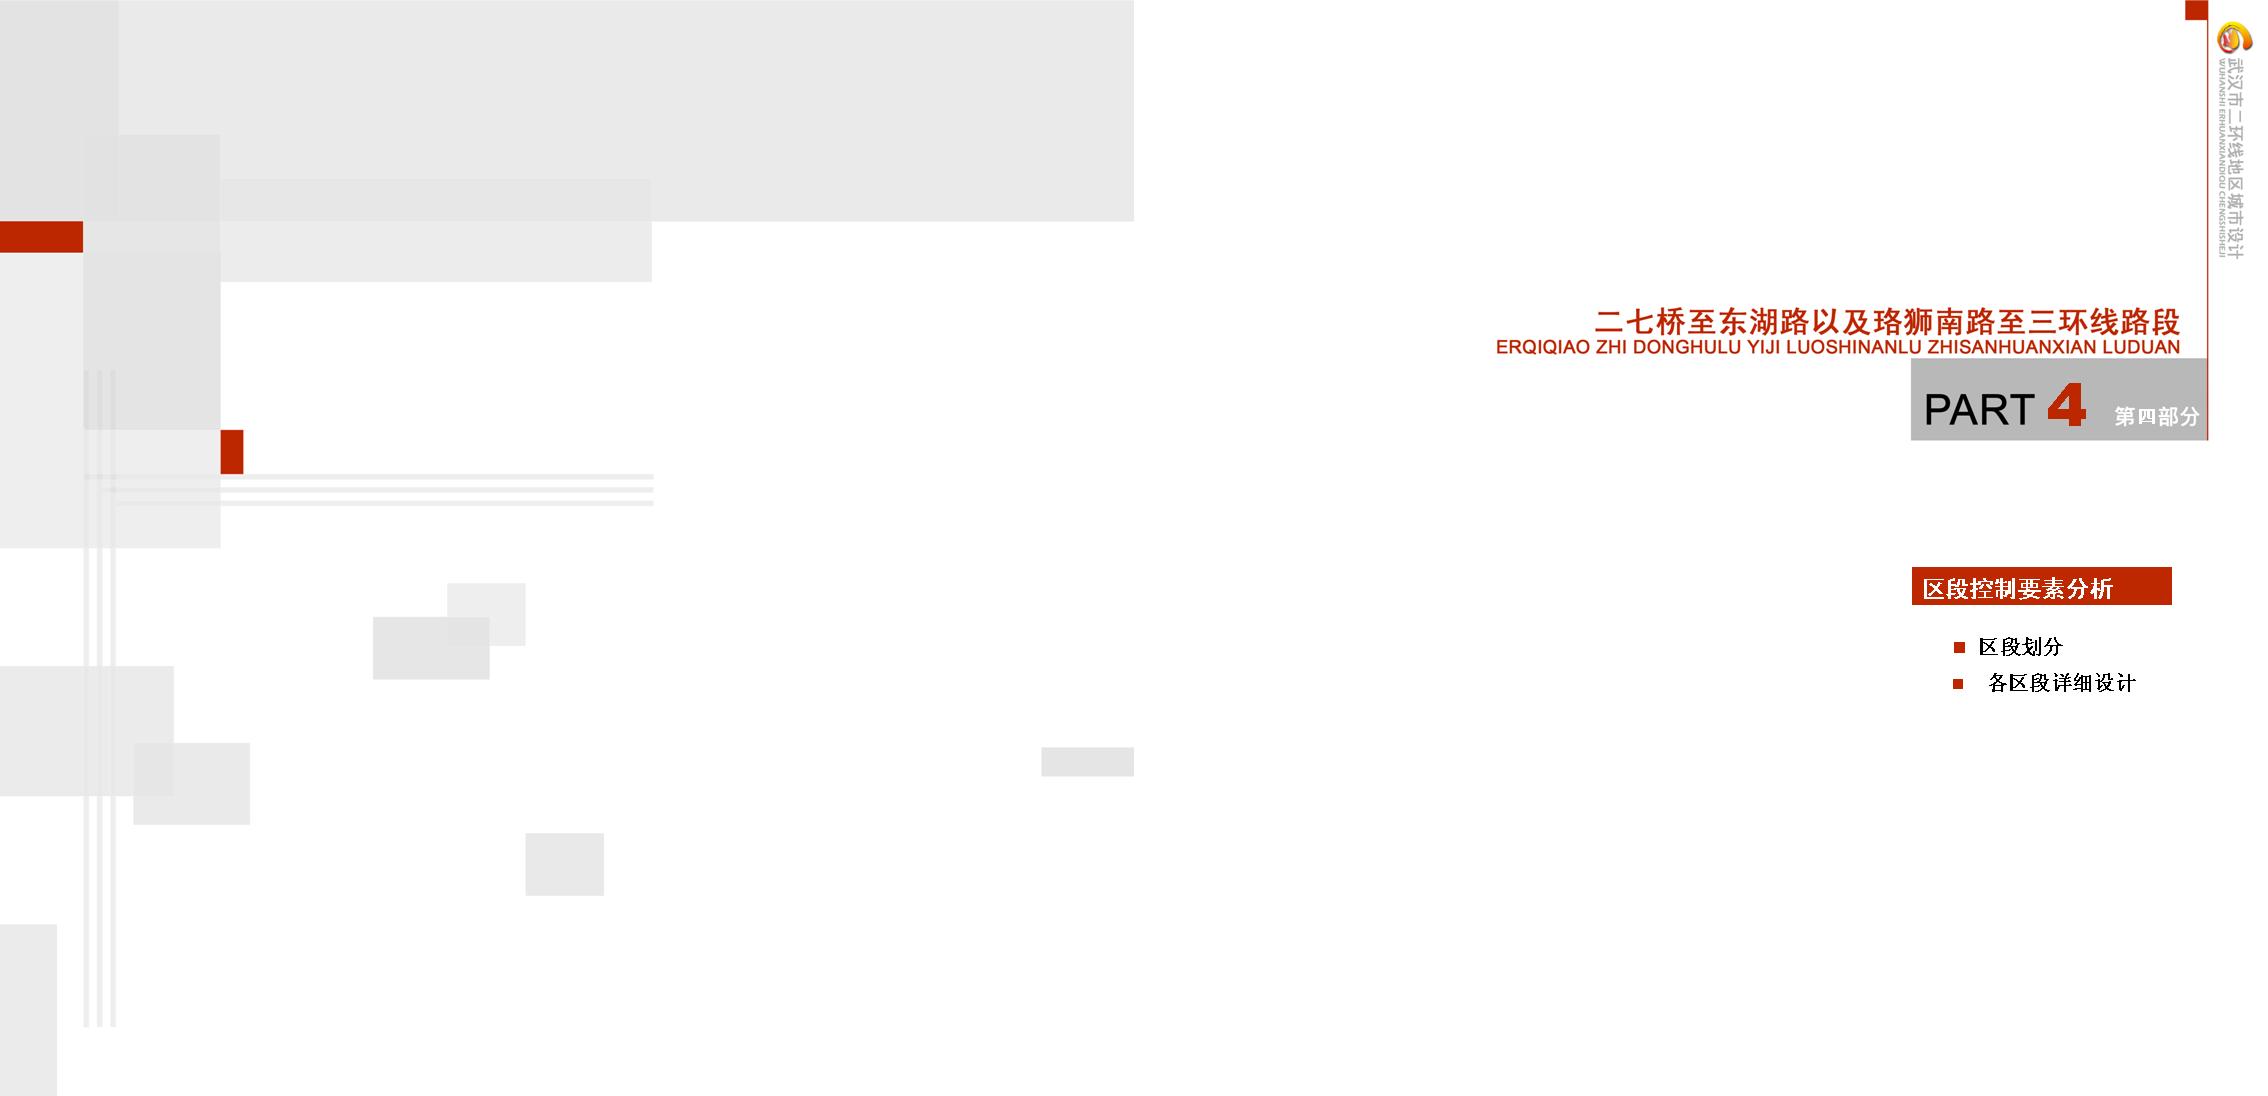 武汉市二环线地区城市设计
WUHANSHI ERHUANXIANDIQU CHENGSHISHEJI
二七桥至东湖路以及珞狮南路至三环线路段
ERQIQIAO ZHI DONGHULU YIJI LUOSHINANLU ZHISANHUANXIAN LUDUAN
PART 4 第四部分
区段控制要素分析
区段划分
各区段详细设计